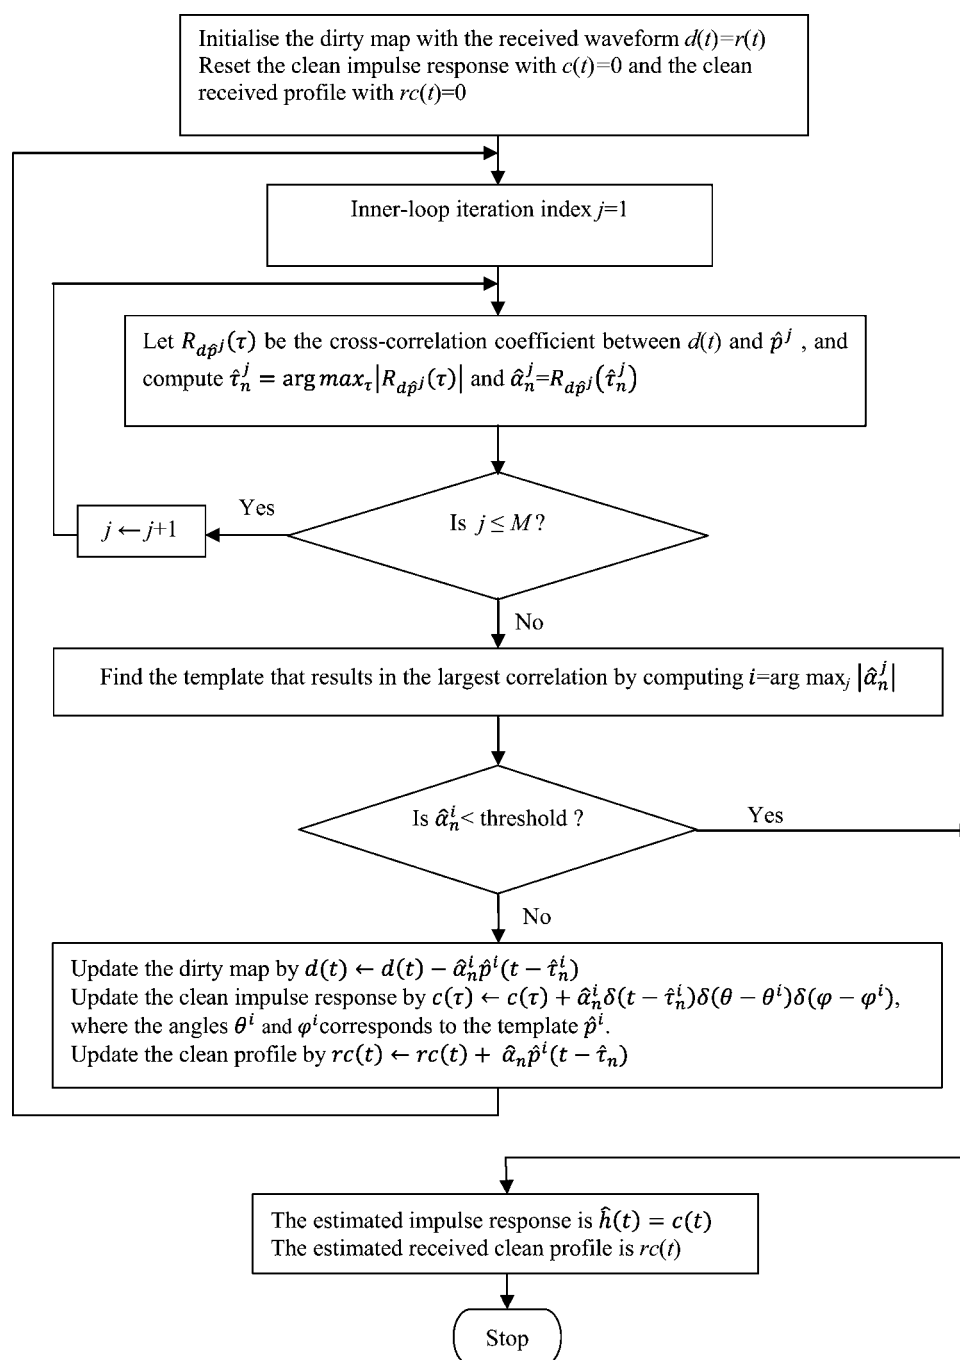 Initialise the dirty map with the received waveform d(t)=r(t)
Reset the clean impulse response with c(t)=0 and the clean
received profile with rc(t)=0
Inner-loop iteration index j=1
Let R_{dp̂^j}(τ) be the cross-correlation coefficient between d(t) and p̂^j , and
compute τ̂_n^j = arg max_τ|R_{dp̂^j}(τ)| and α̂_n^j=R_{dp̂^j}(τ̂_n^j)
Is j ≤ M ?
Yes
j ← j+1
No
Find the template that results in the largest correlation by computing i=arg max_j |α̂_n^j|
Is α̂_n^i< threshold ?
Yes
No
Update the dirty map by d(t) ← d(t) − α̂_n^i p̂^i(t − τ̂_n^i)
Update the clean impulse response by c(τ) ← c(τ) + α̂_n^i δ(t − τ̂_n^i)δ(θ − θ^i)δ(φ − φ^i),
where the angles θ^i and φ^i corresponds to the template p̂^i.
Update the clean profile by rc(t) ← rc(t) + α̂_n p̂^i(t − τ̂_n)
The estimated impulse response is ĥ(t) = c(t)
The estimated received clean profile is rc(t)
Stop